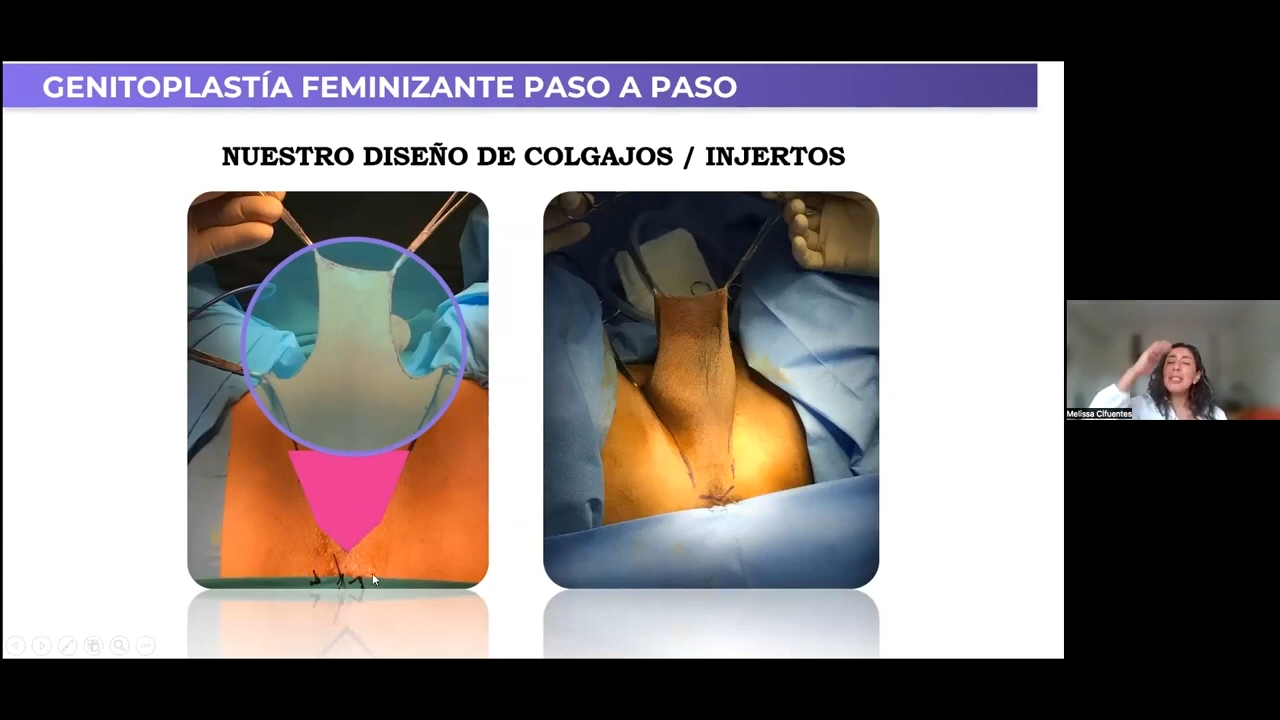 GENITOPLASTÍA FEMINIZANTE PASO A PASO
NUESTRO DISEÑO DE COLGAJOS / INJERTOS
Melissa Cifuentes